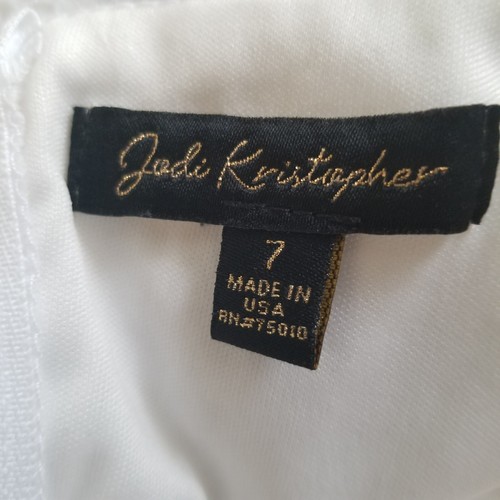 Jodi Kristopher
7
MADE IN
USA
RN#75010